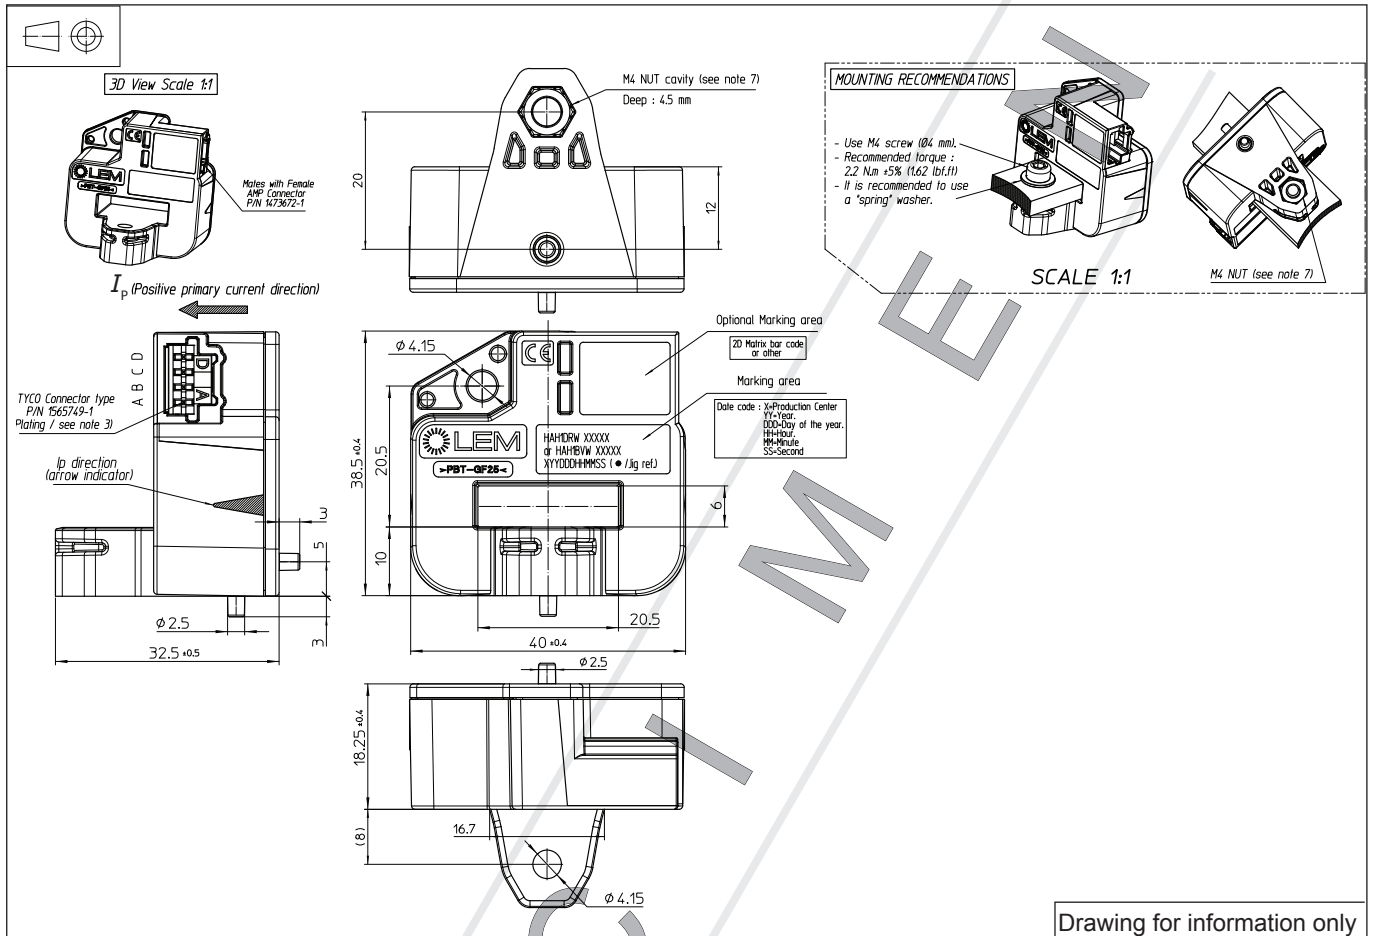 3D View Scale 1:1
CE
LEM
>PBT-GF25<
Mates with Female
AMP Connector
P/N 1473672-1
M4 NUT cavity (see note 7)
Deep : 4.5 mm
20
12
MOUNTING RECOMMENDATIONS
- Use M4 screw (Ø4 mm).
- Recommended torque :
2.2 N.m ±5% (1.62 lbf.ft)
- It is recommended to use
a "spring" washer.
CE
LEM
SCALE 1:1
M4 NUT (see note 7)
I P (Positive primary current direction)
A B C D
D
A
TYCO Connector type
P/N 1565749-1
Plating / see note 3)
Ip direction
(arrow indicator)
3
5
3
Ø 2.5
32.5 ±0.5
Ø 4.15
CE
Optional Marking area
2D Matrix bar code
or other
Marking area
Date code : X=Production Center
YY=Year.
DDD=Day of the year.
HH=Hour.
MM=Minute
SS=Second
LEM
>PBT-GF25<
HAH1DRW XXXXX
or HAH1BVW XXXXX
XYYDDDHHMMSS ( ● /Jig ref.)
38.5 ±0.4
20.5
10
6
20.5
40 ±0.4
Ø 2.5
18.25 ±0.4
(8)
16.7
Ø 4.15
Drawing for information only